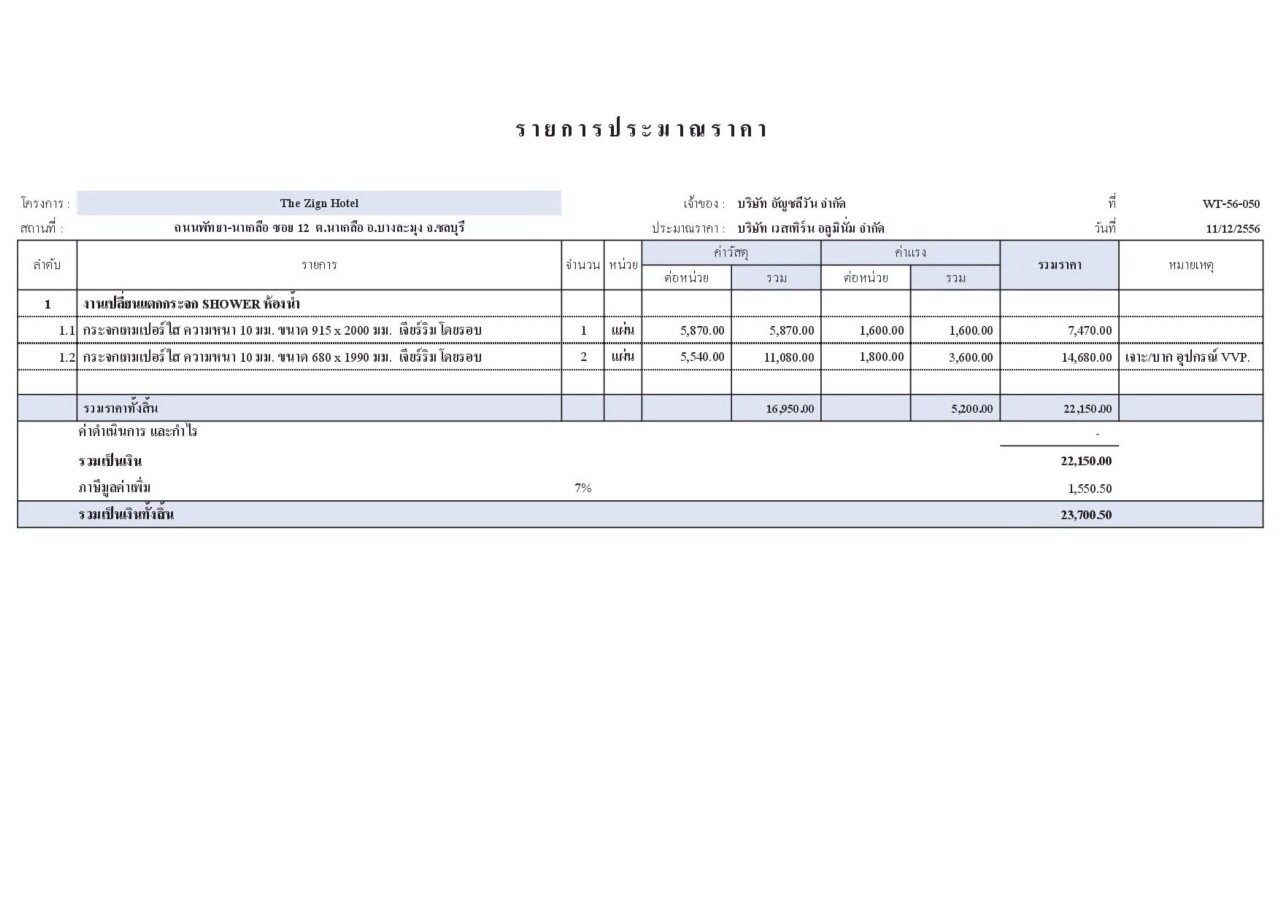 รายการประมาณราคา
โครงการ : The Zign Hotel เจ้าของ : บริษัท อัญชลีวัน จำกัด ที่ WT-56-050
สถานที่ : ถนนพัทยา-นาเกลือ ซอย 12 ต.นาเกลือ อ.บางละมุง จ.ชลบุรี ประมาณราคา : บริษัท เวสเทิร์น อลูมินั่ม จำกัด วันที่ 11/12/2556
ลำดับ รายการ จำนวน หน่วย ค่าวัสดุ ค่าแรง รวมราคา หมายเหตุ
ต่อหน่วย รวม ต่อหน่วย รวม
1 งานเปลี่ยนแตกกระจก SHOWER ห้องน้ำ
1.1 กระจกเทมเปอร์ ใส ความหนา 10 มม. ขนาด 915 x 2000 มม. เจียร์ริม โดยรอบ 1 แผ่น 5,870.00 5,870.00 1,600.00 1,600.00 7,470.00
1.2 กระจกเทมเปอร์ ใส ความหนา 10 มม. ขนาด 680 x 1990 มม. เจียร์ริม โดยรอบ 2 แผ่น 5,540.00 11,080.00 1,800.00 3,600.00 14,680.00 เจาะ/บาก อุปกรณ์ VVP.
รวมราคาทั้งสิ้น 16,950.00 5,200.00 22,150.00
ค่าดำเนินการ และกำไร -
รวมเป็นเงิน 22,150.00
ภาษีมูลค่าเพิ่ม 7% 1,550.50
รวมเป็นเงินทั้งสิ้น 23,700.50